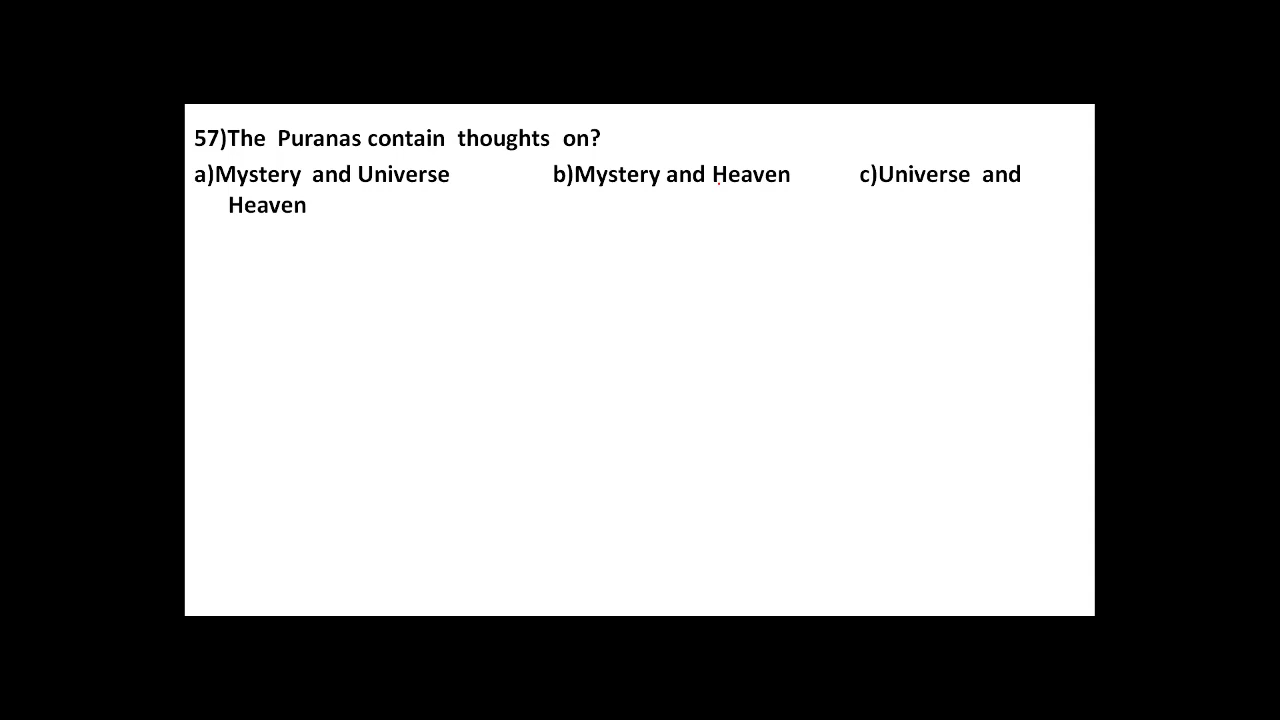 57)The Puranas contain thoughts on?
a)Mystery and Universe b)Mystery and Heaven c)Universe and
Heaven